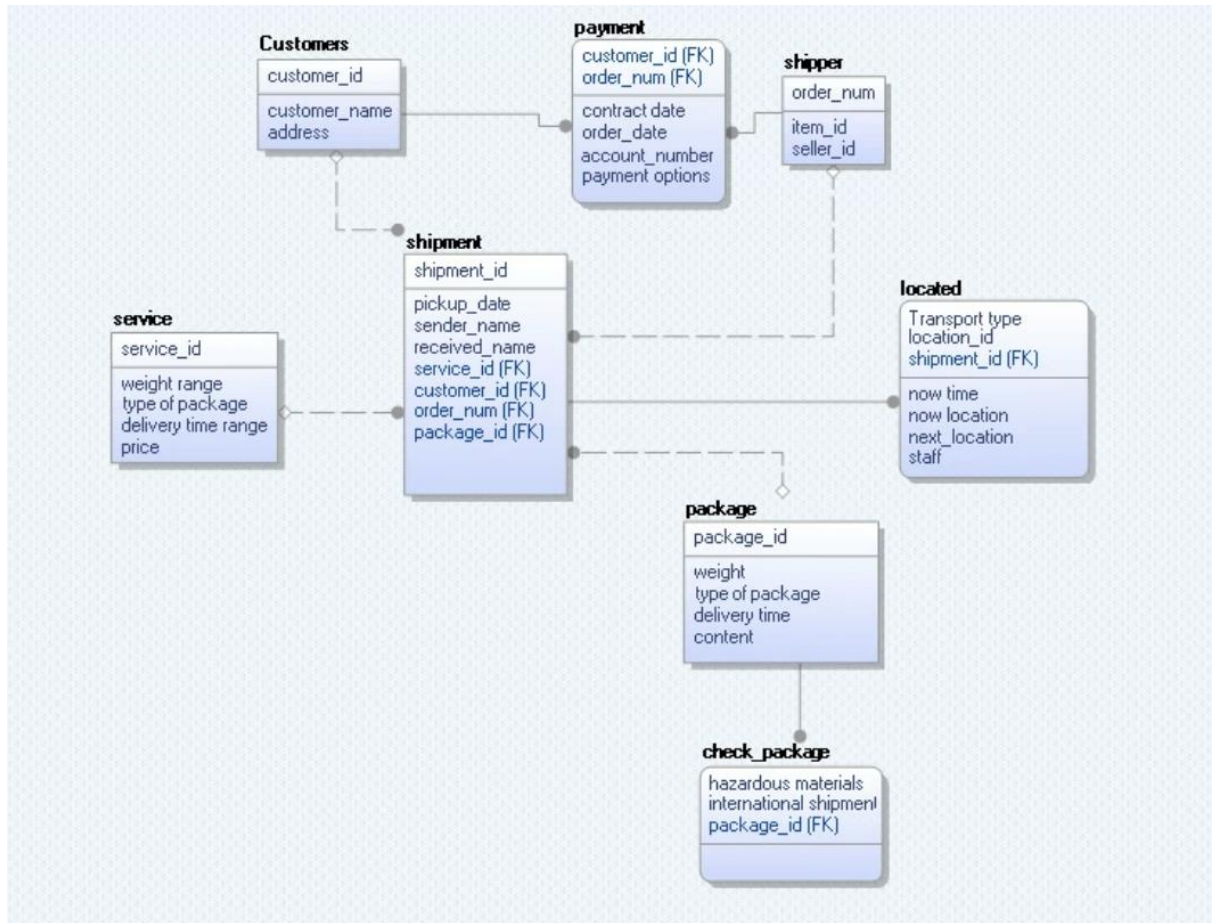 Customers
customer_id
customer_name
address
payment
customer_id (FK)
order_num (FK)
contract date
order_date
account_number
payment options
shipper
order_num
item_id
seller_id
shipment
shipment_id
pickup_date
sender_name
received_name
service_id (FK)
customer_id (FK)
order_num (FK)
package_id (FK)
service
service_id
weight range
type of package
delivery time range
price
located
Transport type
location_id
shipment_id (FK)
now time
now location
next_location
staff
package
package_id
weight
type of package
delivery time
content
check_package
hazardous materials
international shipment
package_id (FK)